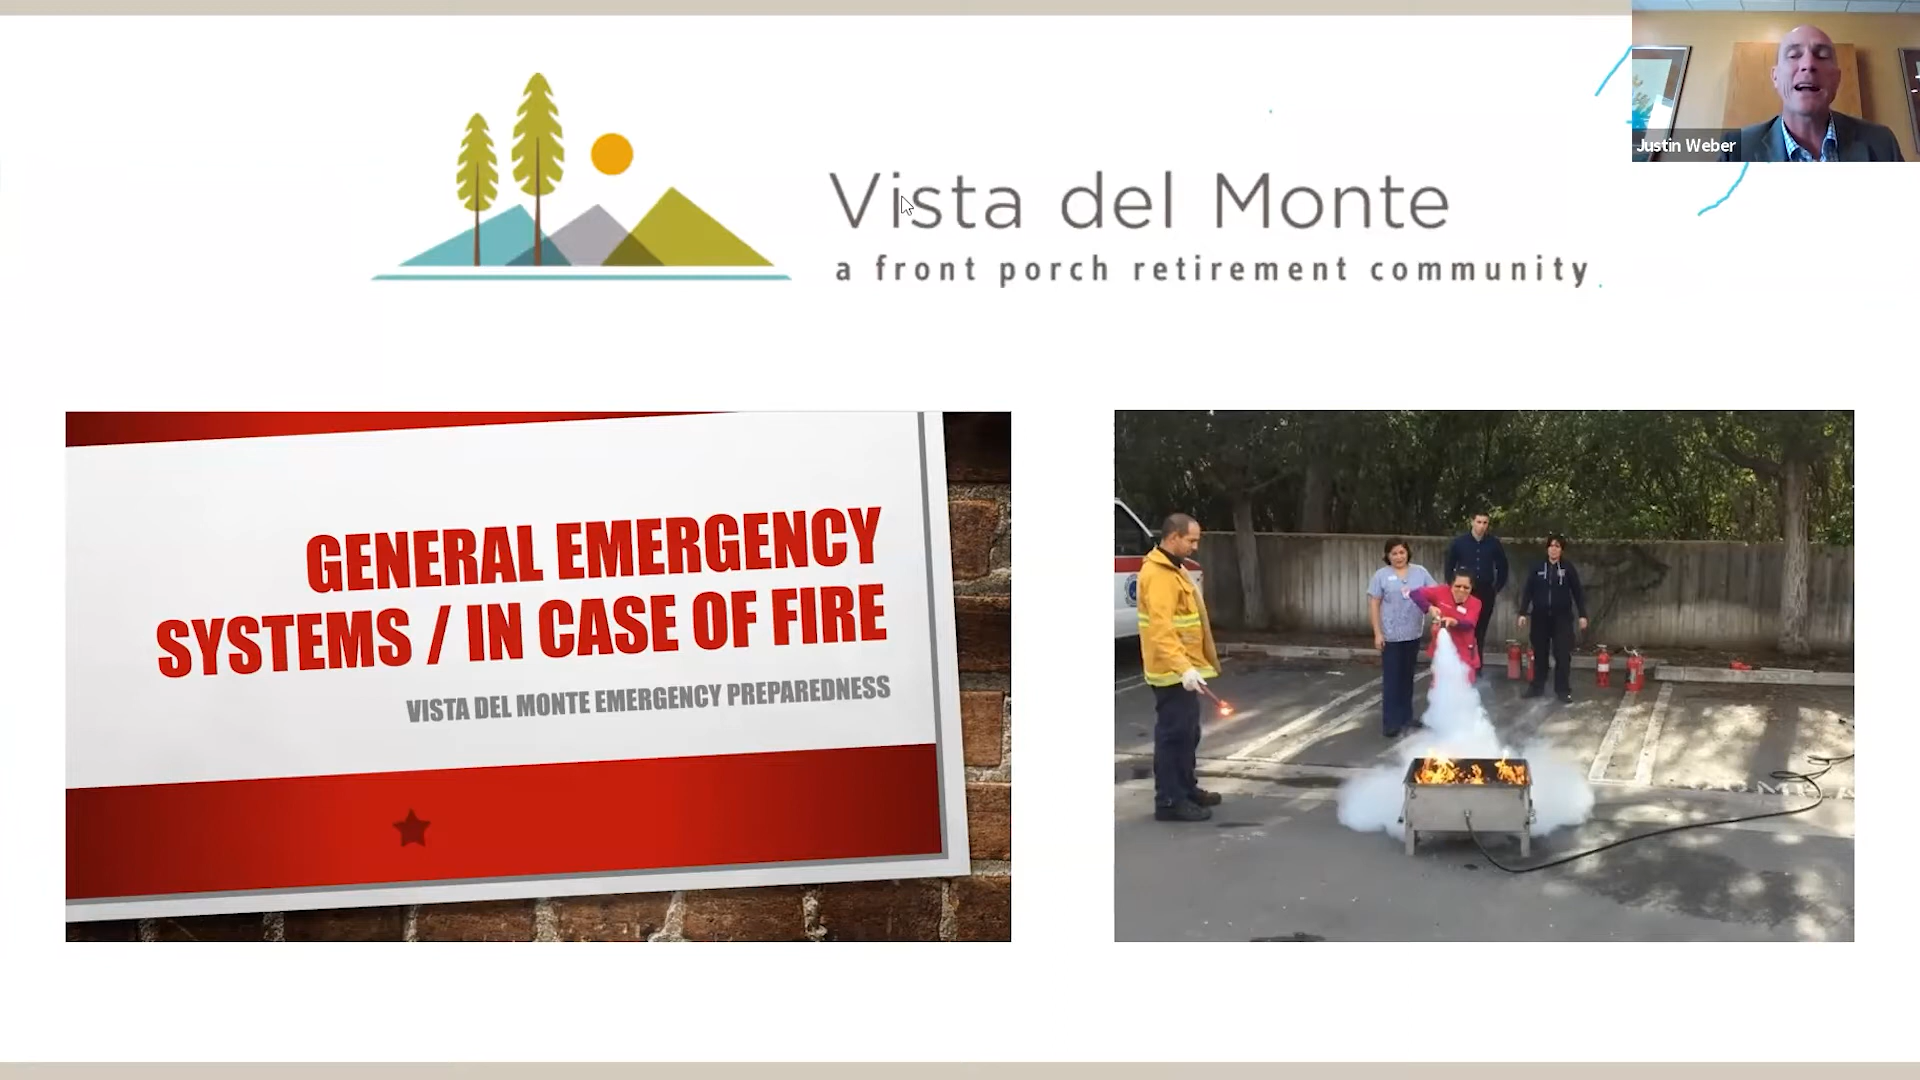 Justin Weber
Vista del Monte
a front porch retirement community
GENERAL EMERGENCY
SYSTEMS / IN CASE OF FIRE
VISTA DEL MONTE EMERGENCY PREPAREDNESS